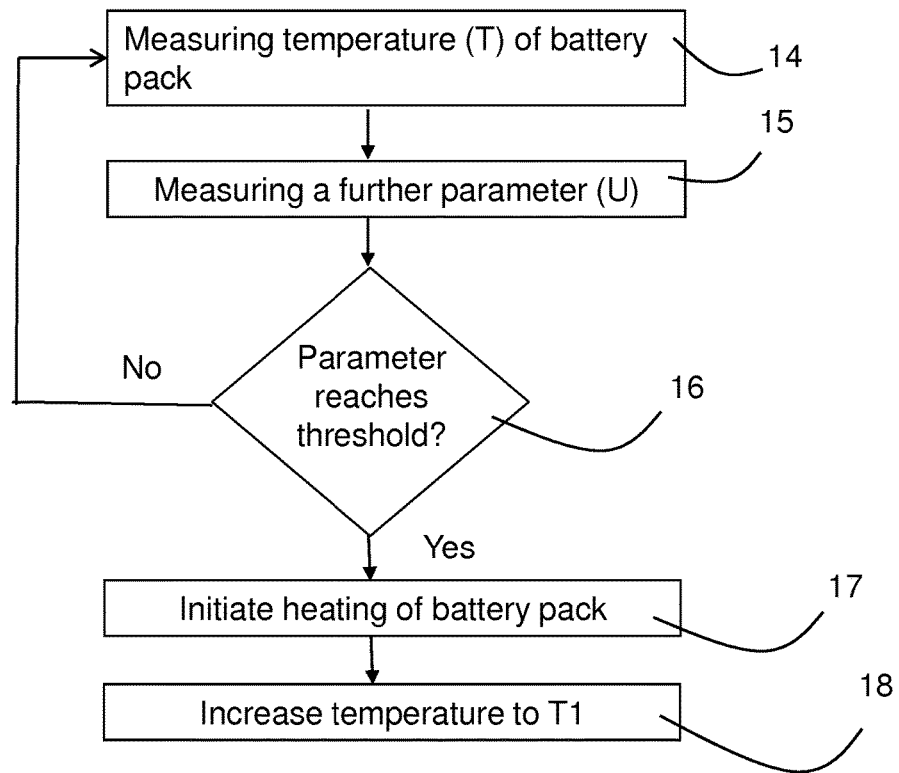 Measuring temperature (T) of battery
pack
14
15
Measuring a further parameter (U)
Parameter
reaches
threshold?
No
16
Yes
Initiate heating of battery pack
17
Increase temperature to T1
18